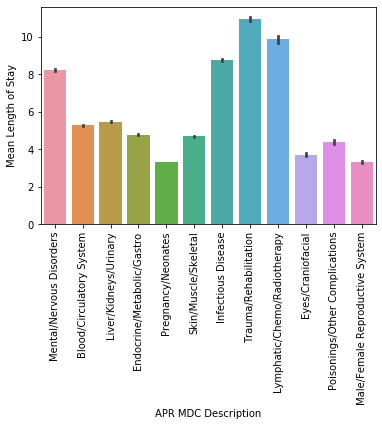 Mean Length of Stay
10
8
6
4
2
0
Mental/Nervous Disorders
Blood/Circulatory System
Liver/Kidneys/Urinary
Endocrine/Metabolic/Gastro
Pregnancy/Neonates
Skin/Muscle/Skeletal
Infectious Disease
Trauma/Rehabilitation
Lymphatic/Chemo/Radiotherapy
Eyes/Craniofacial
Poisonings/Other Complications
Male/Female Reproductive System
APR MDC Description